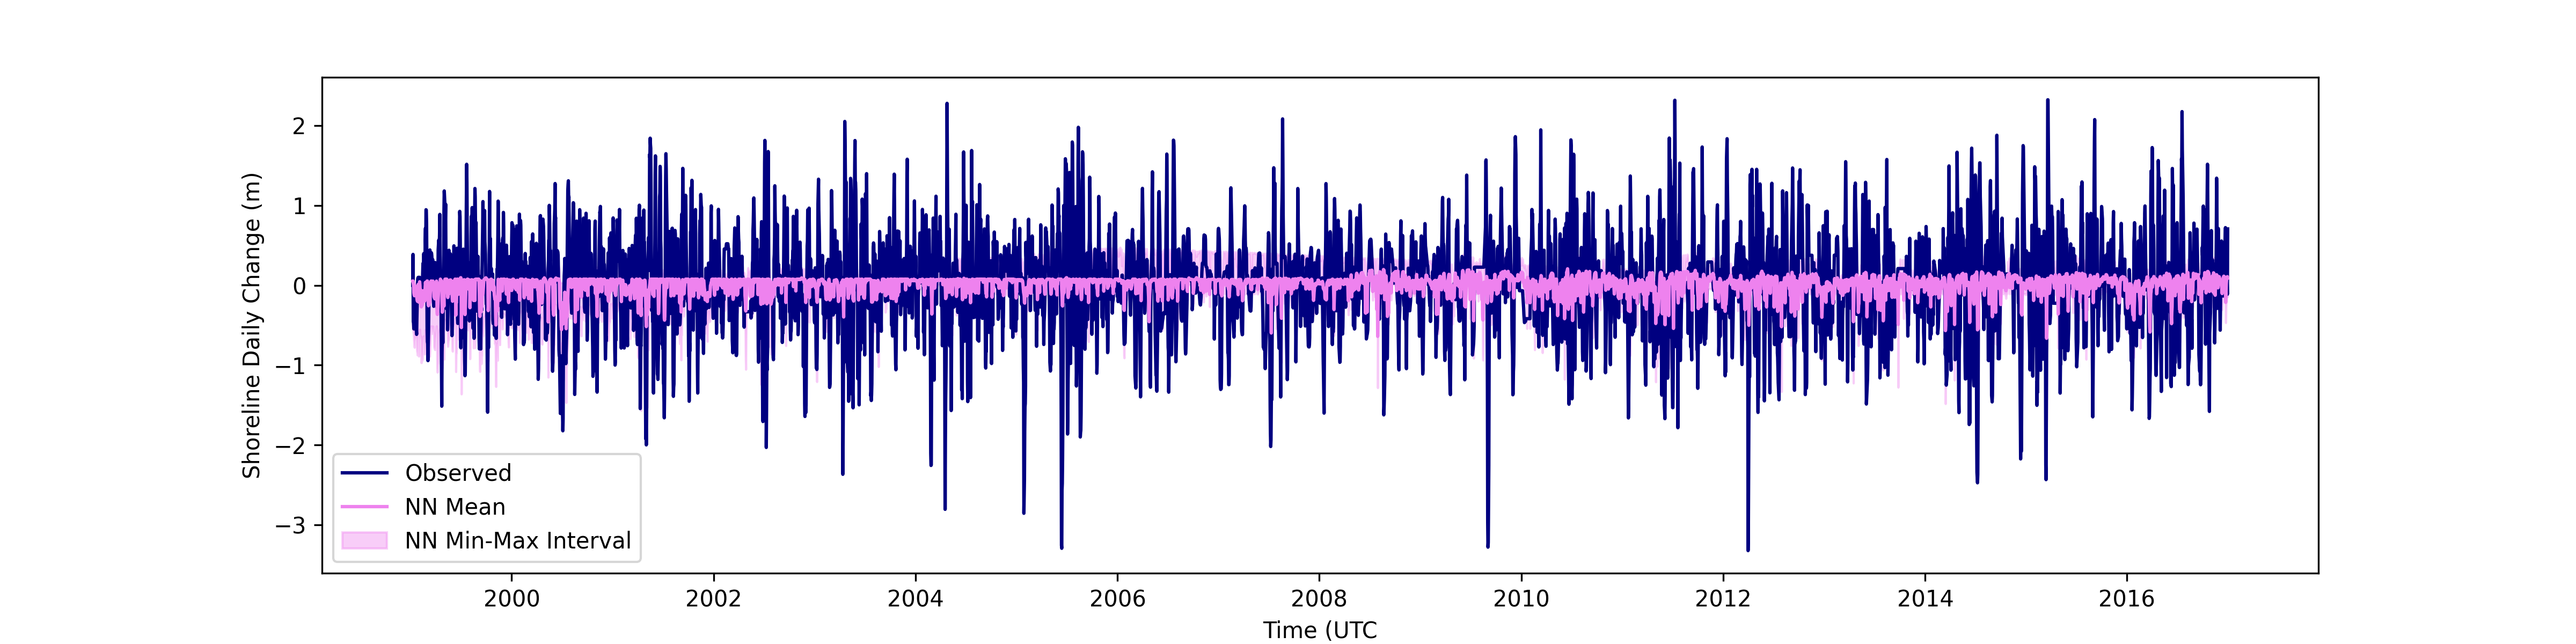 Shoreline Daily Change (m)
2
1
0
−1
−2
−3
Observed
NN Mean
NN Min-Max Interval
2000 2002 2004 2006 2008 2010 2012 2014 2016
Time (UTC